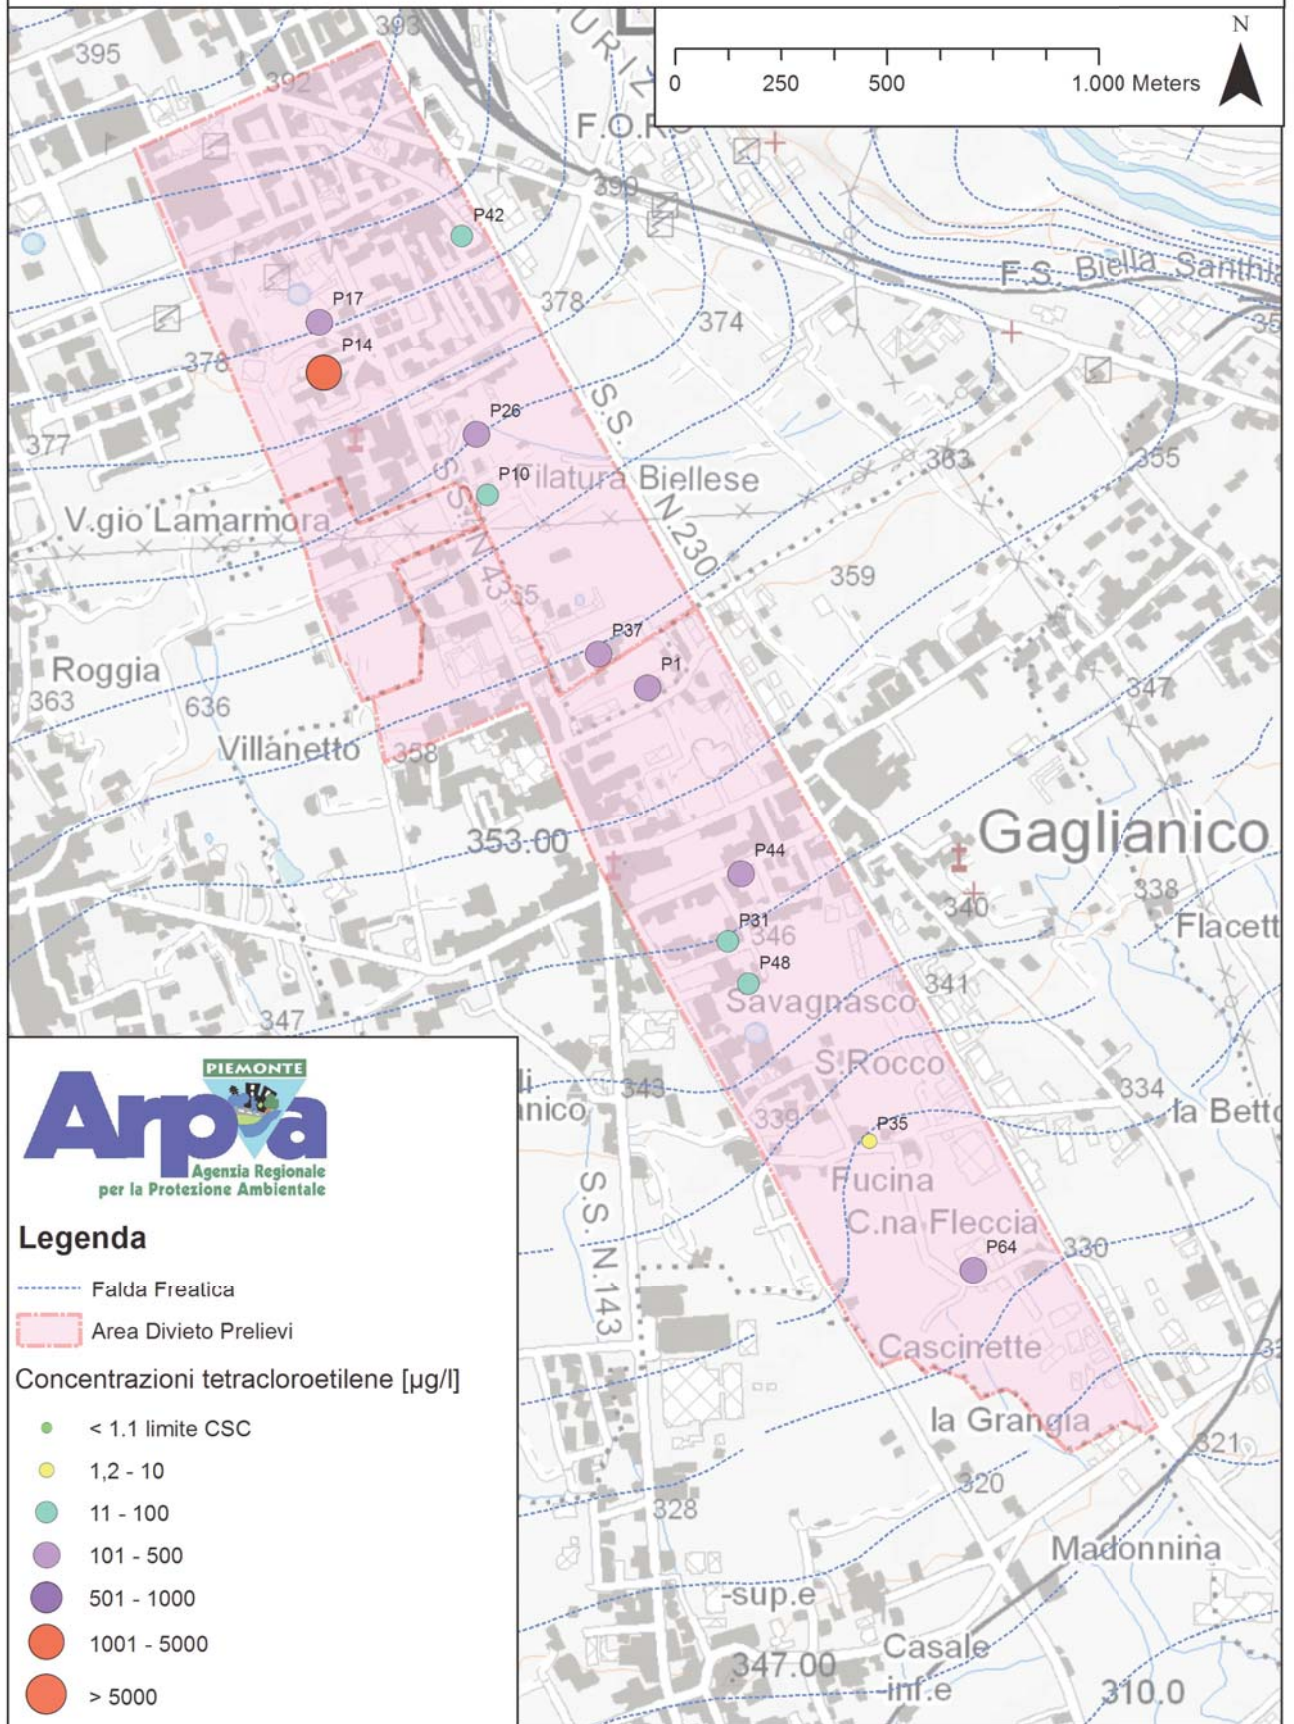 0 250 500 1.000 Meters
N
393
395
392
F.O.R
390
P42
F.S. Biella Santhià
378
374
P17
P14
376
P26
377
S.S. N.230
P10
Filatura Biellese
363
355
V.gio Lamarmora
359
P37
P1
Roggia
363
636
347
Villanetto
358
353.00
Gaglianico
P44
338
340
Flacett
P31
346
P48
341
Savagnasco
347
S.Rocco
343
334
anico
339
la Betto
P35
Fucina
C.na Fleccia
P64
330
S.S. N.143
Cascinette
la Grangia
321
320
328
Madonnina
-sup.e
Casale
347.00
-inf.e
310.0
PIEMONTE
Arpa
Agenzia Regionale
per la Protezione Ambientale
Legenda
Falda Freatica
Area Divieto Prelievi
Concentrazioni tetracloroetilene [µg/l]
< 1.1 limite CSC
1,2 - 10
11 - 100
101 - 500
501 - 1000
1001 - 5000
> 5000